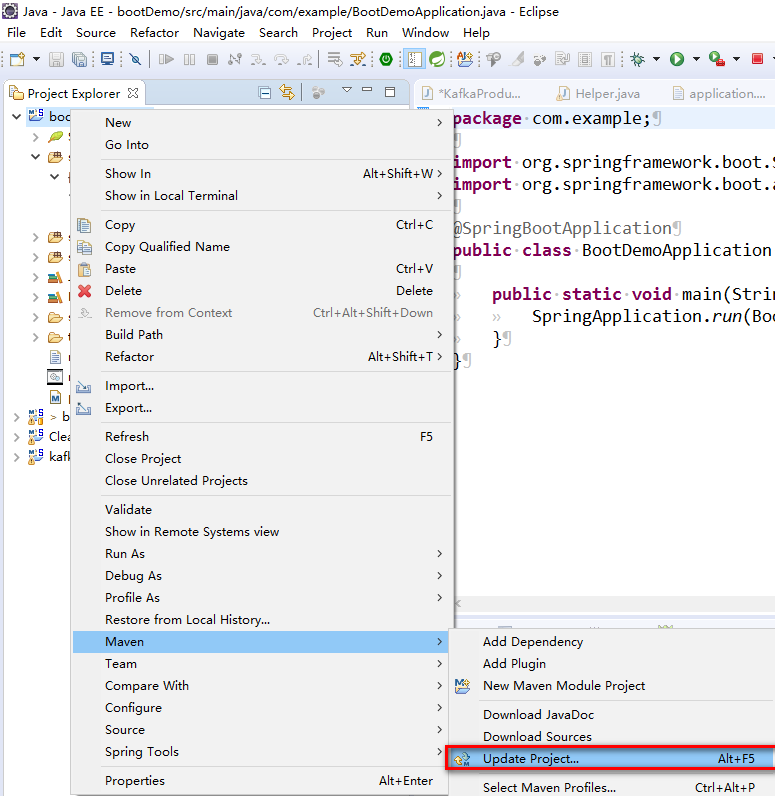 Java - Java EE - bootDemo/src/main/java/com/example/BootDemoApplication.java - Eclipse
File Edit Source Refactor Navigate Search Project Run Window Help
Project Explorer
*KafkaProdu... Helper.java application....
package com.example;
import org.springframework.boot.
import org.springframework.boot.
@SpringBootApplication
public class BootDemoApplication
public static void main(Strin
SpringApplication.run(Boo
}
}
boo
> b
Clea
kafk
New
Go Into
Show In Alt+Shift+W
Show in Local Terminal
Copy Ctrl+C
Copy Qualified Name
Paste Ctrl+V
Delete Delete
Remove from Context Ctrl+Alt+Shift+Down
Build Path
Refactor Alt+Shift+T
Import...
Export...
Refresh F5
Close Project
Close Unrelated Projects
Validate
Show in Remote Systems view
Run As
Debug As
Profile As
Restore from Local History...
Maven
Team
Compare With
Configure
Source
Spring Tools
Properties Alt+Enter
Add Dependency
Add Plugin
New Maven Module Project
Download JavaDoc
Download Sources
Update Project... Alt+F5
Select Maven Profiles... Ctrl+Alt+P